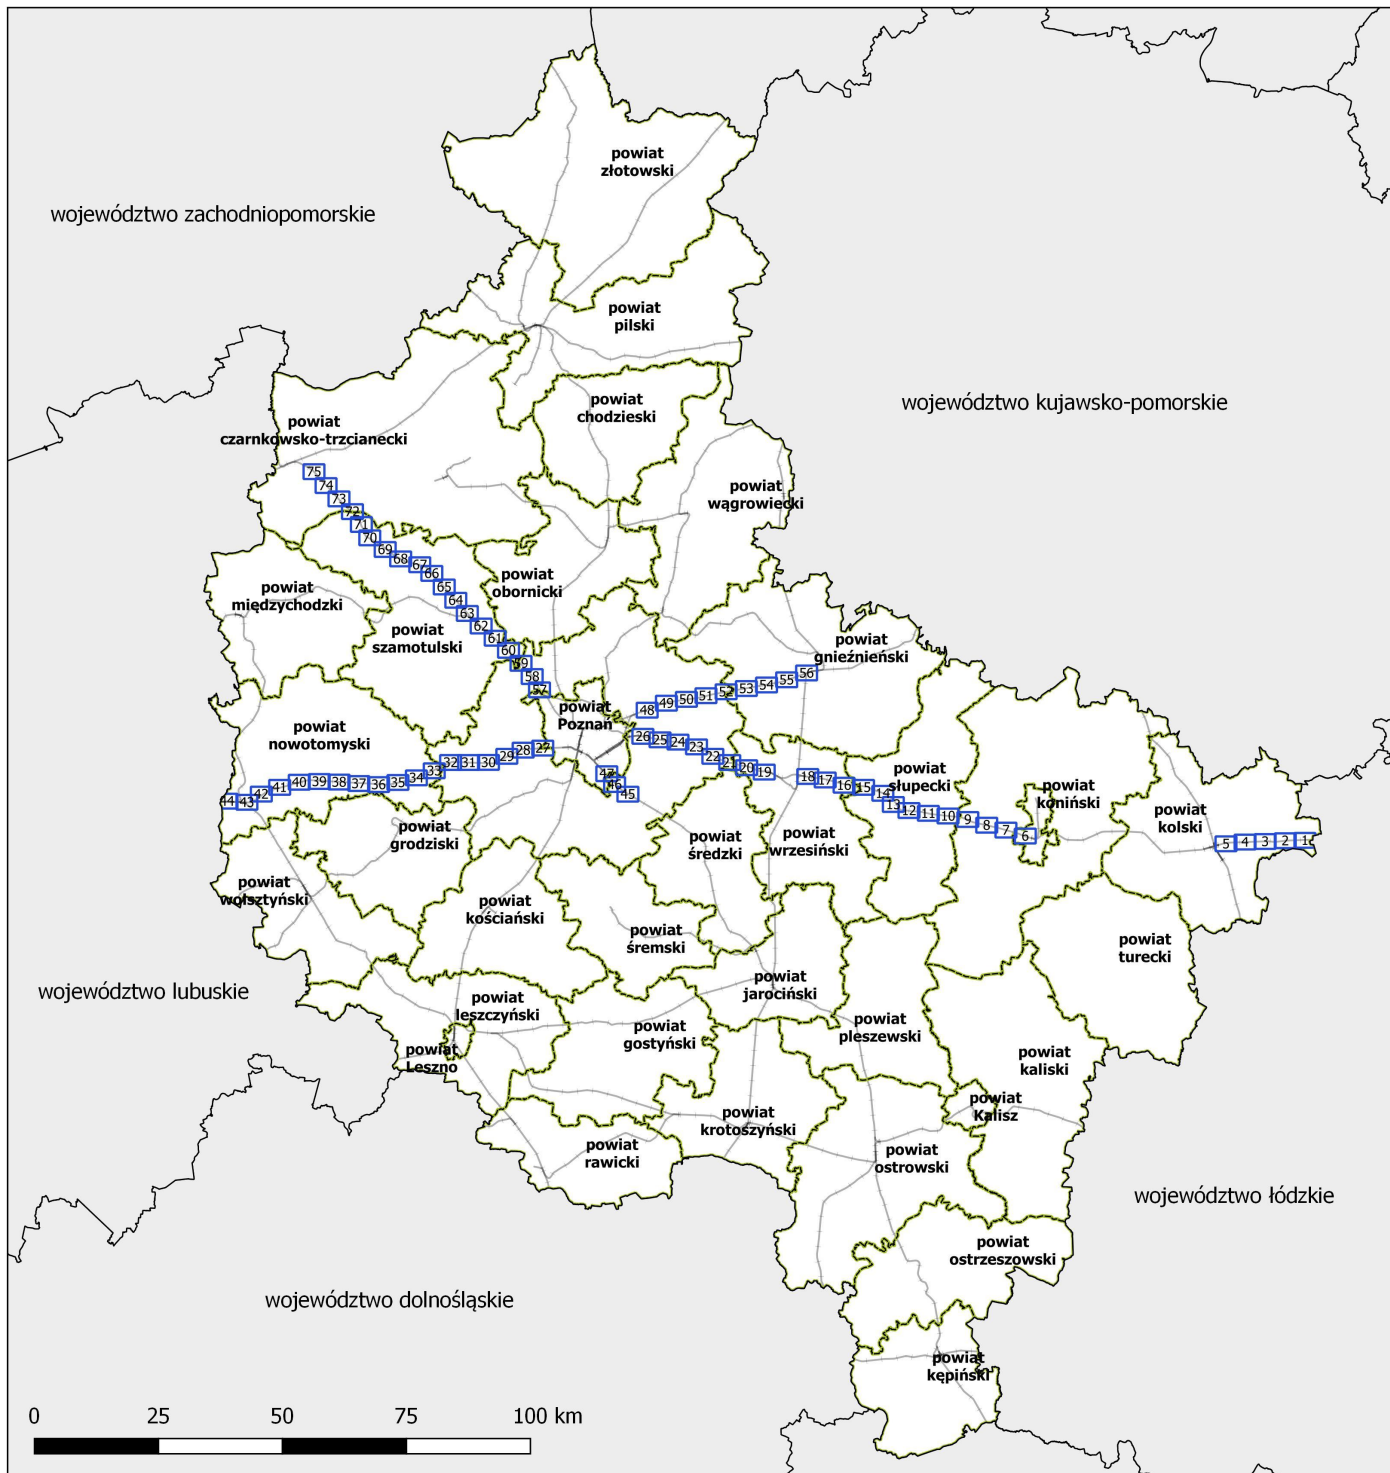 powiat
złotowski
województwo zachodniopomorskie
powiat
pilski
powiat
chodzieski
województwo kujawsko-pomorskie
powiat
czarnkowsko-trzcianecki
75
74
73
72
71
70
69
68
67
66
65
64
63
62
61
60
59
58
57
powiat
wągrowiecki
powiat
obornicki
powiat
międzychodzki
powiat
szamotulski
powiat
gnieźnieński
56
55
54
53
52
51
50
49
48
powiat
Poznań
powiat
nowotomyski
44
43
42
41
40
39
38
37
36
35
34
33
32
31
30
29
28
27
26
25
24
23
22
21
20
19
18
17
16
15
14
13
12
11
10
9
8
7
6
5
4
3
2
1
47
46
45
powiat
słupecki
powiat
koniński
powiat
kolski
powiat
grodziski
powiat
średzki
powiat
wrzesiński
powiat
wolsztyński
powiat
kościański
powiat
śremski
powiat
turecki
województwo lubuskie
powiat
leszczyński
powiat
jarociński
powiat
gostyński
powiat
pleszewski
powiat
Leszno
powiat
kaliski
powiat
Kalisz
powiat
krotoszyński
powiat
rawicki
powiat
ostrowski
województwo łódzkie
powiat
ostrzeszowski
województwo dolnośląskie
powiat
kępiński
0 25 50 75 100 km